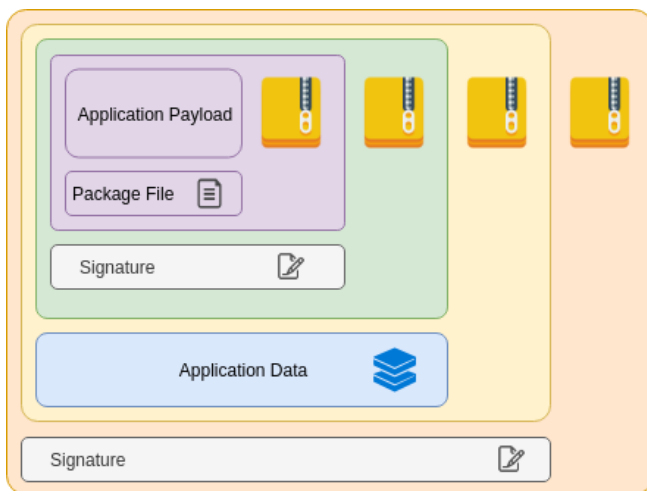 Application Payload
Package File
Signature
Application Data
Signature